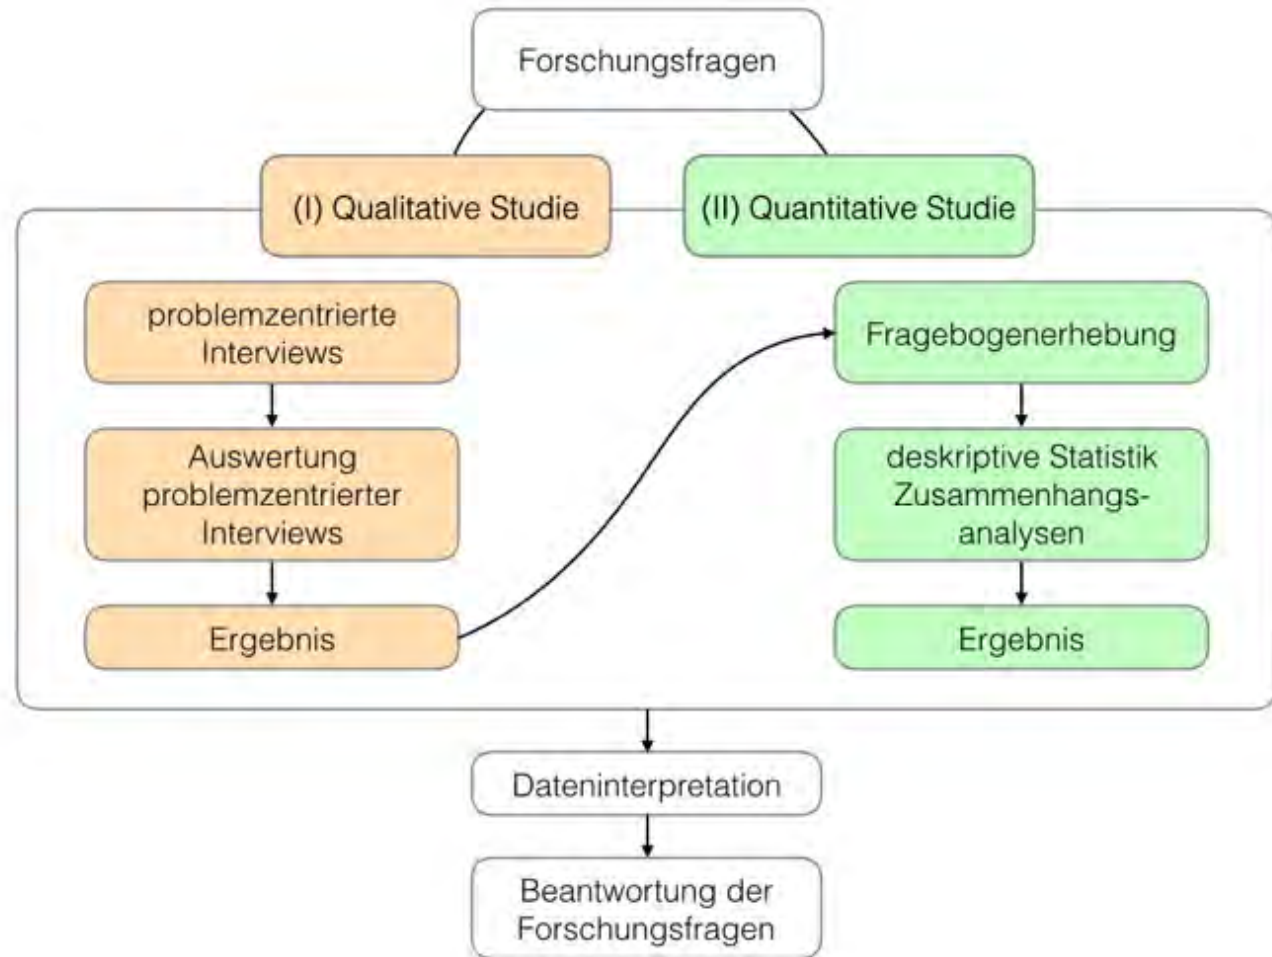 Forschungsfragen
(I) Qualitative Studie
(II) Quantitative Studie
problemzentrierte
Interviews
Auswertung
problemzentrierter
Interviews
Ergebnis
Fragebogenerhebung
deskriptive Statistik
Zusammenhangs-
analysen
Ergebnis
Dateninterpretation
Beantwortung der
Forschungsfragen